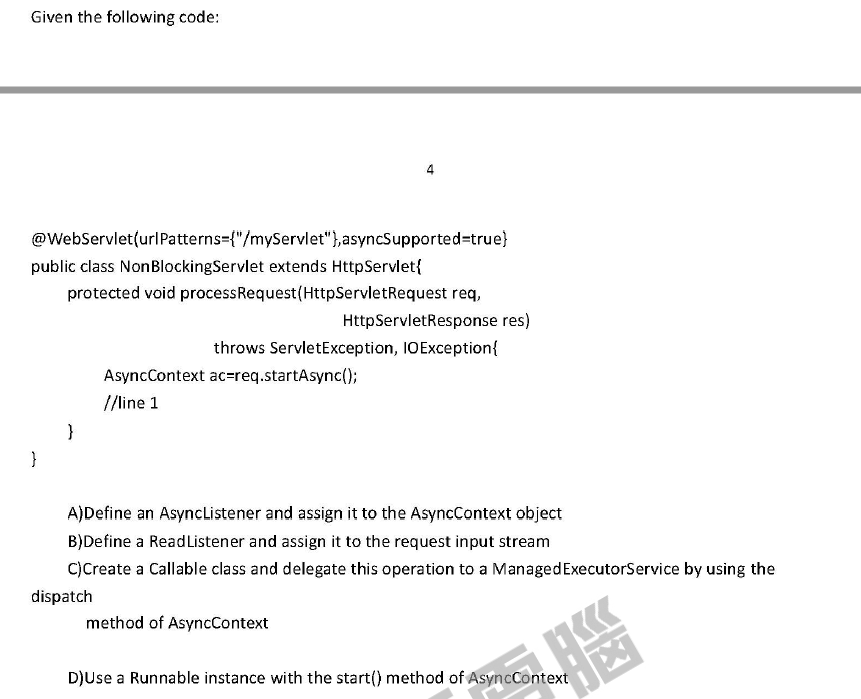 Given the following code:
4
@WebServlet(urlPatterns={"/myServlet"},asyncSupported=true}
public class NonBlockingServlet extends HttpServlet{
protected void processRequest(HttpServletRequest req,
HttpServletResponse res)
throws ServletException, IOException{
AsyncContext ac=req.startAsync();
//line 1
}
}
A)Define an AsyncListener and assign it to the AsyncContext object
B)Define a ReadListener and assign it to the request input stream
C)Create a Callable class and delegate this operation to a ManagedExecutorService by using the
dispatch
method of AsyncContext
D)Use a Runnable instance with the start() method of AsyncContext
腦